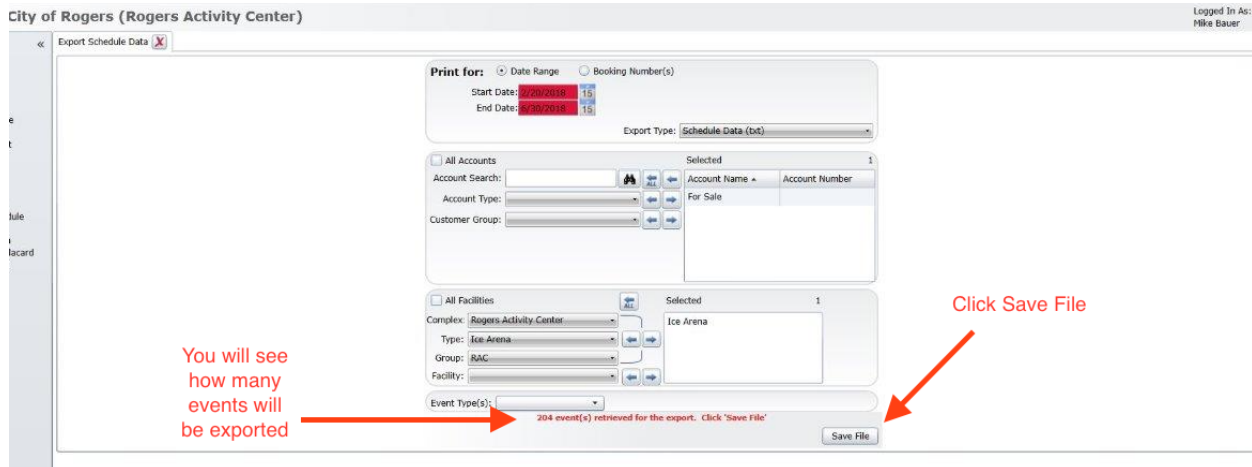 City of Rogers (Rogers Activity Center)
Logged In As:
Mike Bauer
« Export Schedule Data X
Print for: Date Range Booking Number(s)
Start Date: 2/20/2018 15
End Date: 6/30/2018 15
Export Type: Schedule Data (txt)
All Accounts Selected 1
Account Search: ALL Account Name Account Number
Account Type: For Sale
Customer Group:
dule
lacard
All Facilities ALL Selected 1
Complex: Rogers Activity Center Ice Arena
Type: Ice Arena
Group: RAC
Facility:
Event Type(s):
204 event(s) retrieved for the export. Click 'Save File'
Save File
You will see
how many
events will
be exported
Click Save File